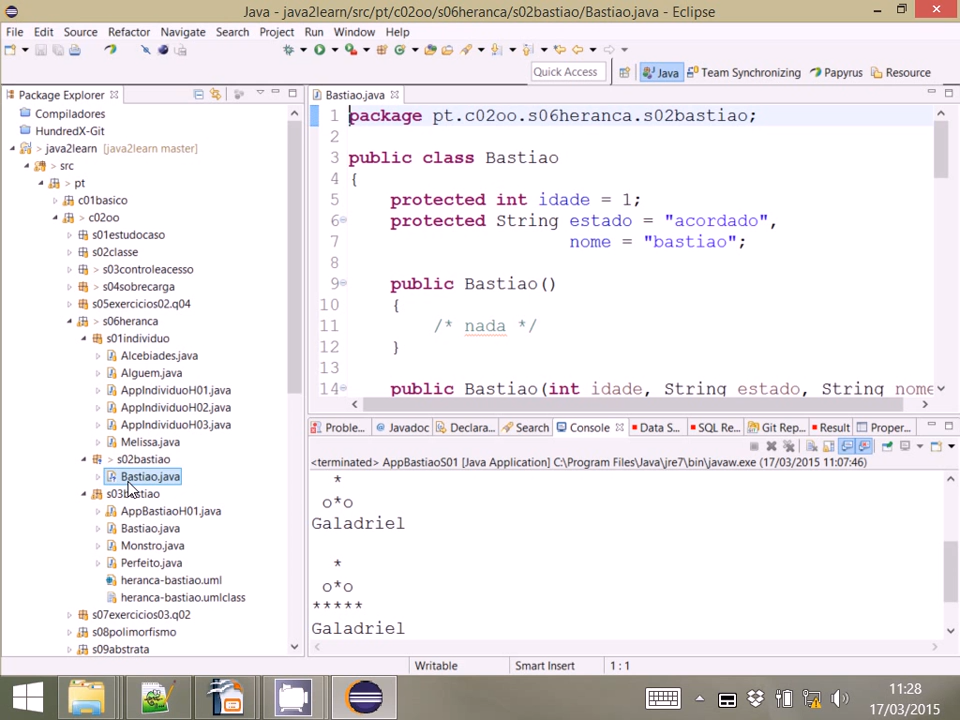 Java - java2learn/src/pt/c02oo/s06heranca/s02bastiao/Bastiao.java - Eclipse
File Edit Source Refactor Navigate Search Project Run Window Help
Quick Access Java Team Synchronizing Papyrus Resource
Package Explorer
Compiladores
HundredX-Git
> java2learn [java2learn master]
> src
> pt
c01basico
> c02oo
s01estudocaso
s02classe
> s03controleacesso
> s04sobrecarga
s05exercicios02.q04
> s06heranca
s01individuo
Alcebiades.java
Alguem.java
AppIndividuoH01.java
AppIndividuoH02.java
AppIndividuoH03.java
Melissa.java
> s02bastiao
Bastiao.java
s03bastiao
AppBastiaoH01.java
Bastiao.java
Monstro.java
Perfeito.java
heranca-bastiao.uml
heranca-bastiao.umlclass
s07exercicios03.q02
s08polimorfismo
s09abstrata
Bastiao.java
1 package pt.c02oo.s06heranca.s02bastiao;
2
3 public class Bastiao
4 {
5 protected int idade = 1;
6 protected String estado = "acordado",
7 nome = "bastiao";
8
9 public Bastiao()
10 {
11 /* nada */
12 }
13
14 public Bastiao(int idade, String estado, String nome
Proble... Javadoc Declara... Search Console Data S... SQL Re... Git Rep... Result Proper...
<terminated> AppBastiaoS01 [Java Application] C:\Program Files\Java\jre7\bin\javaw.exe (17/03/2015 11:07:46)
*
o*o
Galadriel
*
o*o
*****
Galadriel
Writable Smart Insert 1 : 1
11:28
17/03/2015